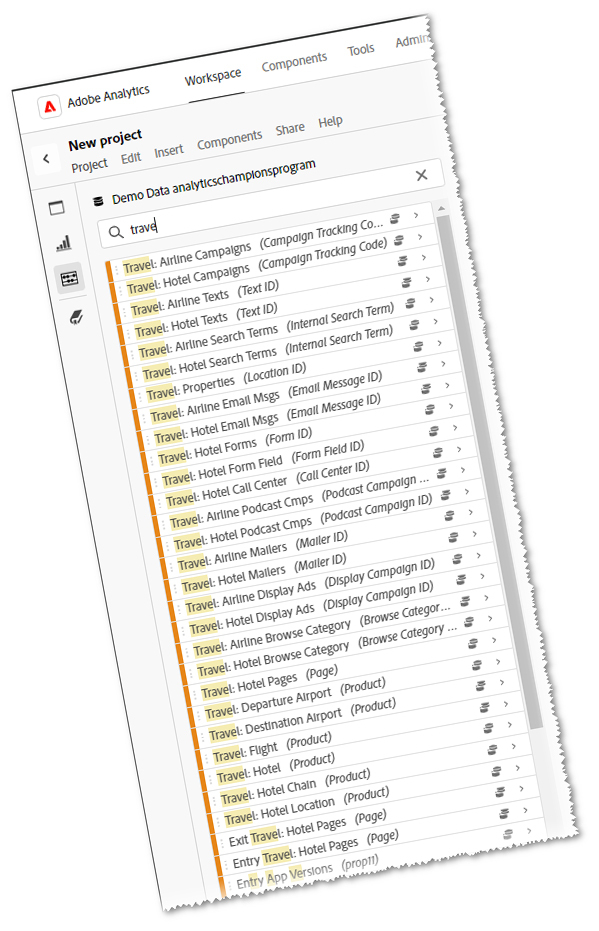 Adobe Analytics Workspace Components Tools Admin
New project
Project Edit Insert Components Share Help
Demo Data analyticschampionsprogram
trave
Travel: Airline Campaigns (Campaign Tracking Co...
Travel: Hotel Campaigns (Campaign Tracking Code)
Travel: Airline Texts (Text ID)
Travel: Hotel Texts (Text ID)
Travel: Airline Search Terms (Internal Search Term)
Travel: Hotel Search Terms (Internal Search Term)
Travel: Properties (Location ID)
Travel: Airline Email Msgs (Email Message ID)
Travel: Hotel Email Msgs (Email Message ID)
Travel: Hotel Forms (Form ID)
Travel: Hotel Form Field (Form Field ID)
Travel: Hotel Call Center (Call Center ID)
Travel: Airline Podcast Cmps (Podcast Campaign ...
Travel: Hotel Podcast Cmps (Podcast Campaign ID)
Travel: Airline Mailers (Mailer ID)
Travel: Hotel Mailers (Mailer ID)
Travel: Airline Display Ads (Display Campaign ID)
Travel: Hotel Display Ads (Display Campaign ID)
Travel: Airline Browse Category (Browse Categor...
Travel: Hotel Browse Category (Browse Category ...
Travel: Hotel Pages (Page)
Travel: Departure Airport (Product)
Travel: Destination Airport (Product)
Travel: Flight (Product)
Travel: Hotel (Product)
Travel: Hotel Chain (Product)
Travel: Hotel Location (Product)
Exit Travel: Hotel Pages (Page)
Entry Travel: Hotel Pages (Page)
Entry App Versions (prop11)